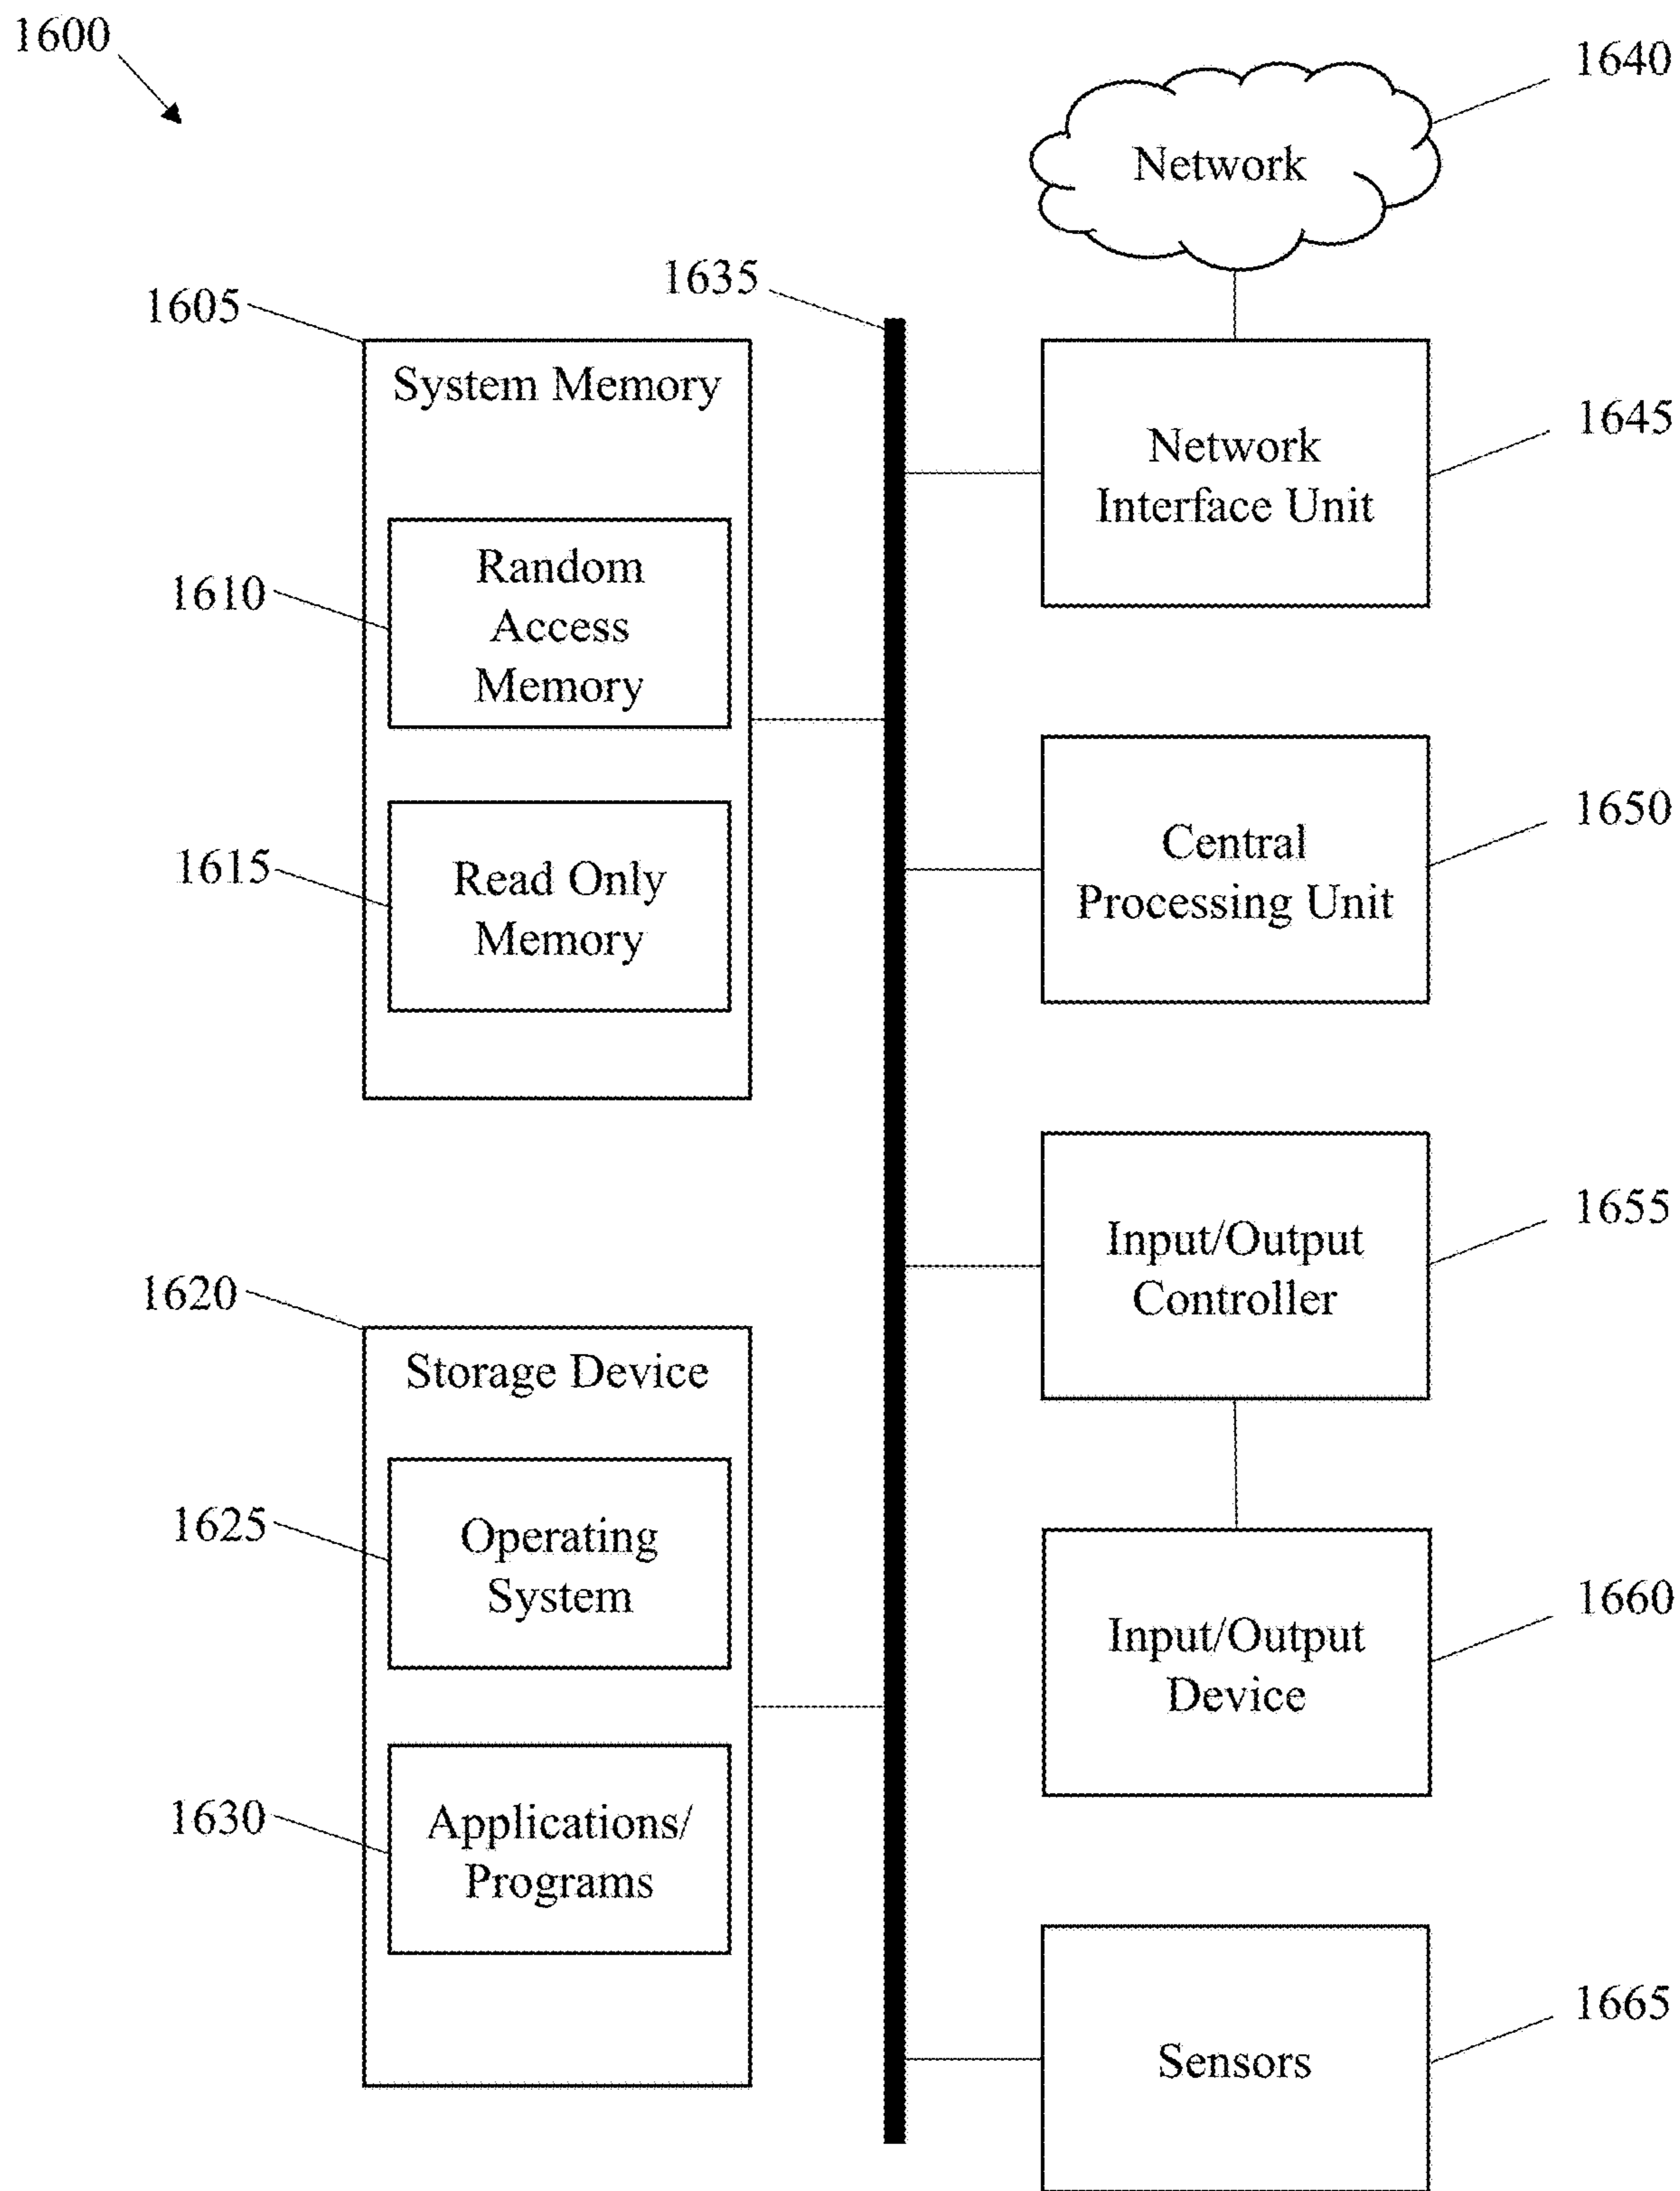 1600
1640
Network
1635
1605
System Memory
1645
Network
Interface Unit
1610
Random
Access
Memory
1650
Central
Processing Unit
1615
Read Only
Memory
1655
Input/Output
Controller
1620
Storage Device
1625
Operating
System
1660
Input/Output
Device
1630
Applications/
Programs
1665
Sensors